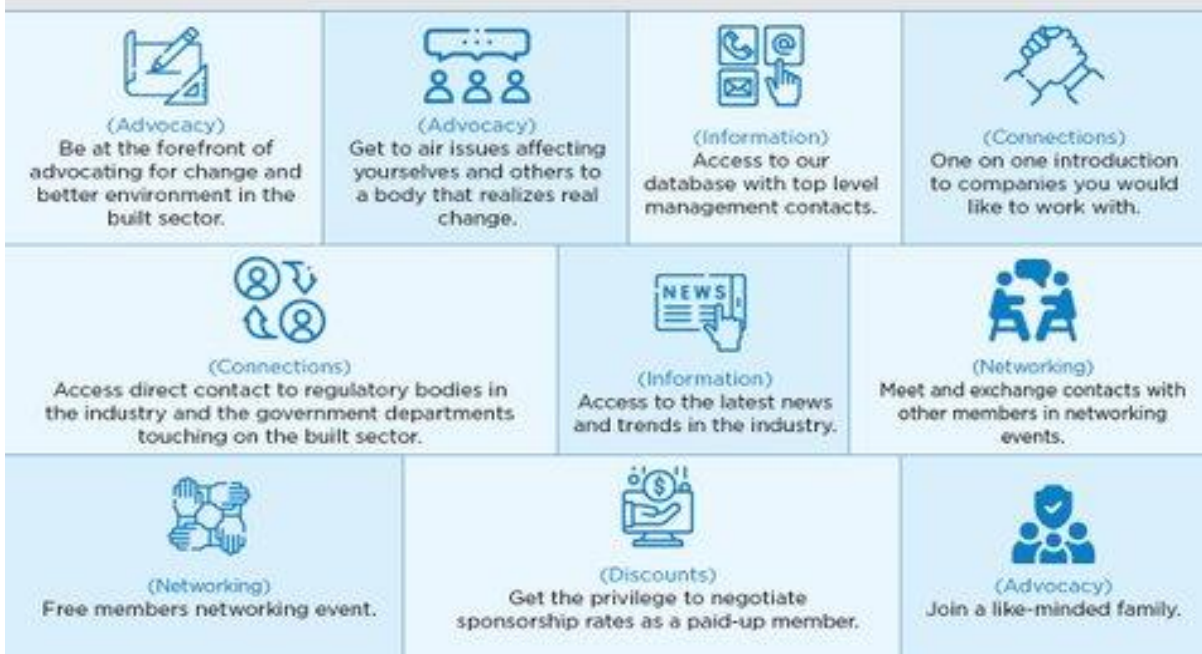 (Advocacy)
Be at the forefront of
advocating for change and
better environment in the
built sector.
(Advocacy)
Get to air issues affecting
yourselves and others to
a body that realizes real
change.
(Information)
Access to our
database with top level
management contacts.
(Connections)
One on one introduction
to companies you would
like to work with.
(Connections)
Access direct contact to regulatory bodies in
the industry and the government departments
touching on the built sector.
NEWS
(Information)
Access to the latest news
and trends in the industry.
(Networking)
Meet and exchange contacts with
other members in networking
events.
(Networking)
Free members networking event.
(Discounts)
Get the privilege to negotiate
sponsorship rates as a paid-up member.
(Advocacy)
Join a like-minded family.